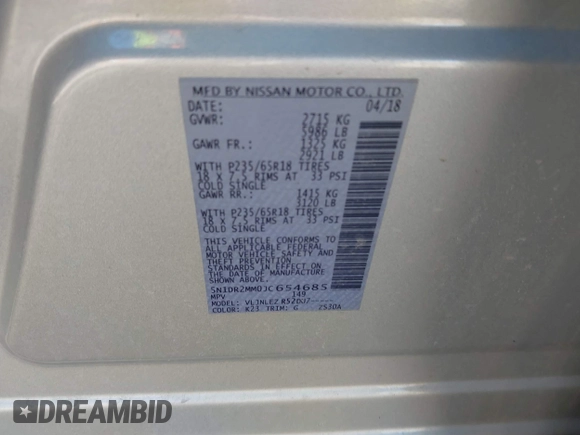 MFD BY NISSAN MOTOR CO., LTD.
DATE: 04/18
GVWR: 2715 KG
5986 LB
GAWR FR.: 1325 KG
2921 LB
WITH P235/65R18 TIRES
18 x 7.5 RIMS AT 33 PSI
COLD SINGLE
GAWR RR.: 1415 KG
3120 LB
WITH P235/65R18 TIRES
18 x 7.5 RIMS AT 33 PSI
COLD SINGLE
THIS VEHICLE CONFORMS TO
ALL APPLICABLE FEDERAL
MOTOR VEHICLE SAFETY AND
THEFT PREVENTION
STANDARDS IN EFFECT ON
THE DATE OF MANUFACTURE
SHOWN ABOVE.
5N1DR2MM0JC654685
MPV 149
MODEL:
COLOR: K23 TRIM: G
DREAMBID